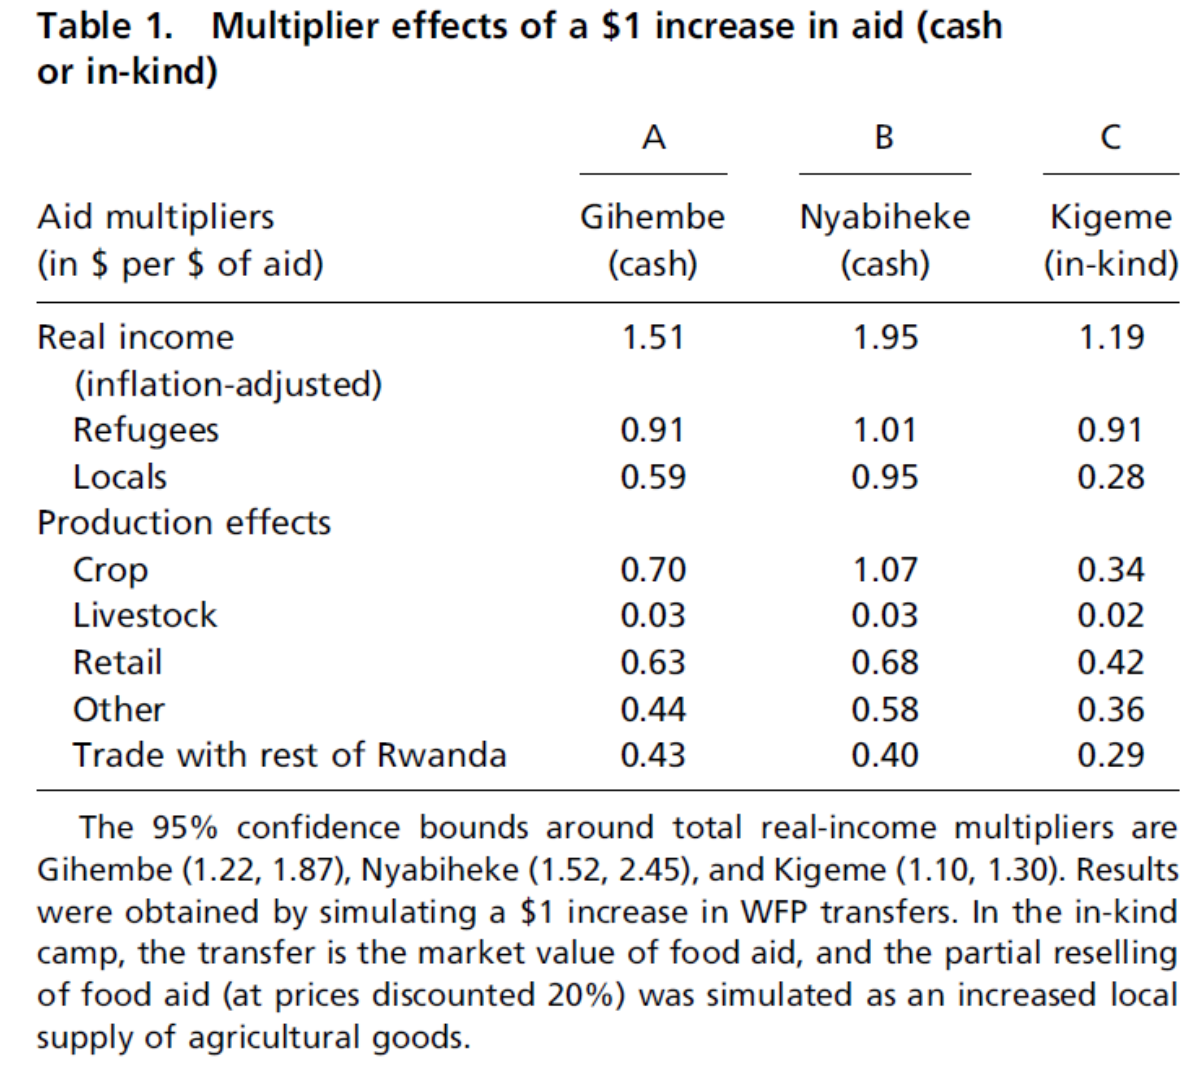 Table 1. Multiplier effects of a $1 increase in aid (cash
or in-kind)
A B C
Aid multipliers Gihembe Nyabiheke Kigeme
(in $ per $ of aid) (cash) (cash) (in-kind)
Real income 1.51 1.95 1.19
(inflation-adjusted)
Refugees 0.91 1.01 0.91
Locals 0.59 0.95 0.28
Production effects
Crop 0.70 1.07 0.34
Livestock 0.03 0.03 0.02
Retail 0.63 0.68 0.42
Other 0.44 0.58 0.36
Trade with rest of Rwanda 0.43 0.40 0.29
The 95% confidence bounds around total real-income multipliers are
Gihembe (1.22, 1.87), Nyabiheke (1.52, 2.45), and Kigeme (1.10, 1.30). Results
were obtained by simulating a $1 increase in WFP transfers. In the in-kind
camp, the transfer is the market value of food aid, and the partial reselling
of food aid (at prices discounted 20%) was simulated as an increased local
supply of agricultural goods.